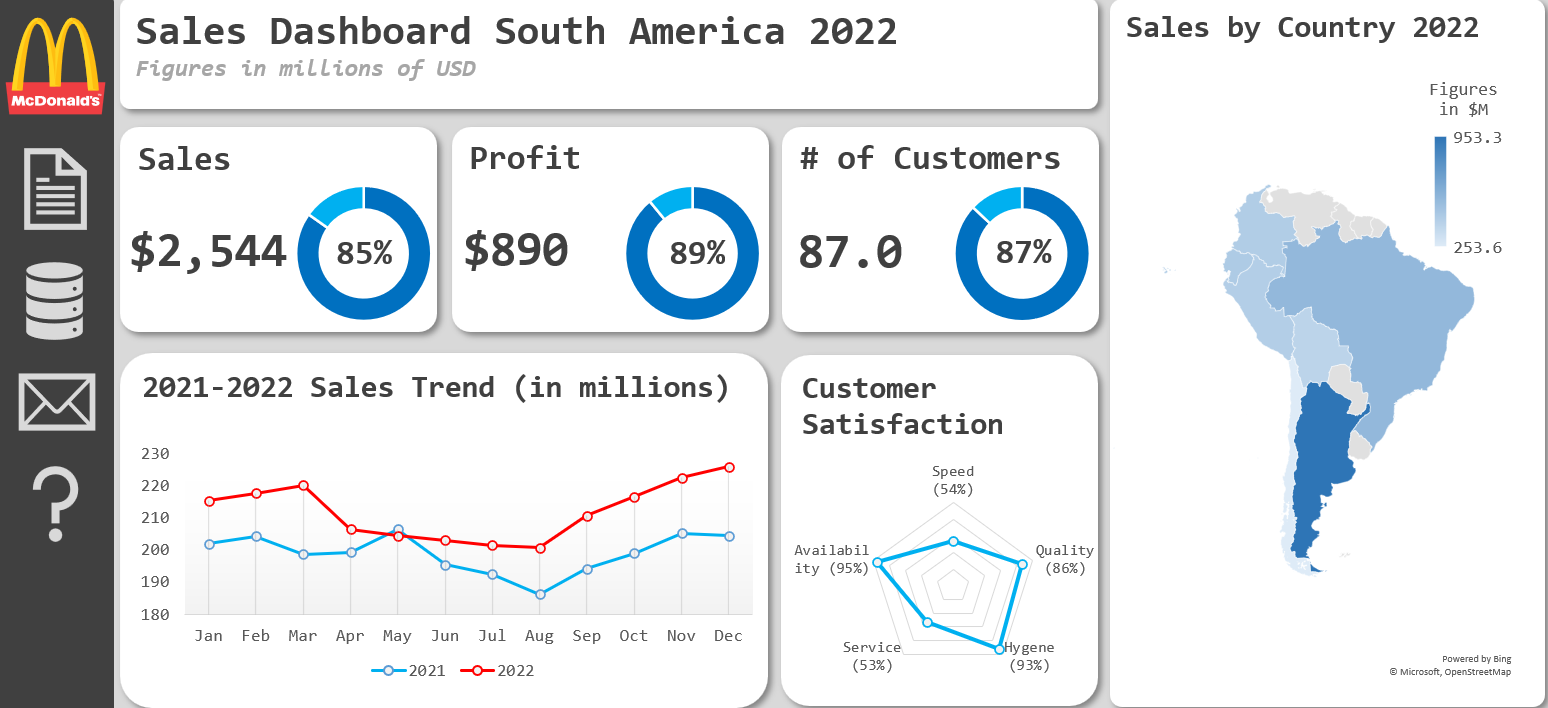 McDonald's
Sales Dashboard South America 2022
Figures in millions of USD
Sales
$2,544
85%
Profit
$890
89%
# of Customers
87.0
87%
2021-2022 Sales Trend (in millions)
230
220
210
200
190
180
Jan Feb Mar Apr May Jun Jul Aug Sep Oct Nov Dec
2021 2022
Customer
Satisfaction
Speed
(54%)
Quality
(86%)
Hygene
(93%)
Service
(53%)
Availabil
ity (95%)
Sales by Country 2022
Figures
in $M
953.3
253.6
Powered by Bing
© Microsoft, OpenStreetMap